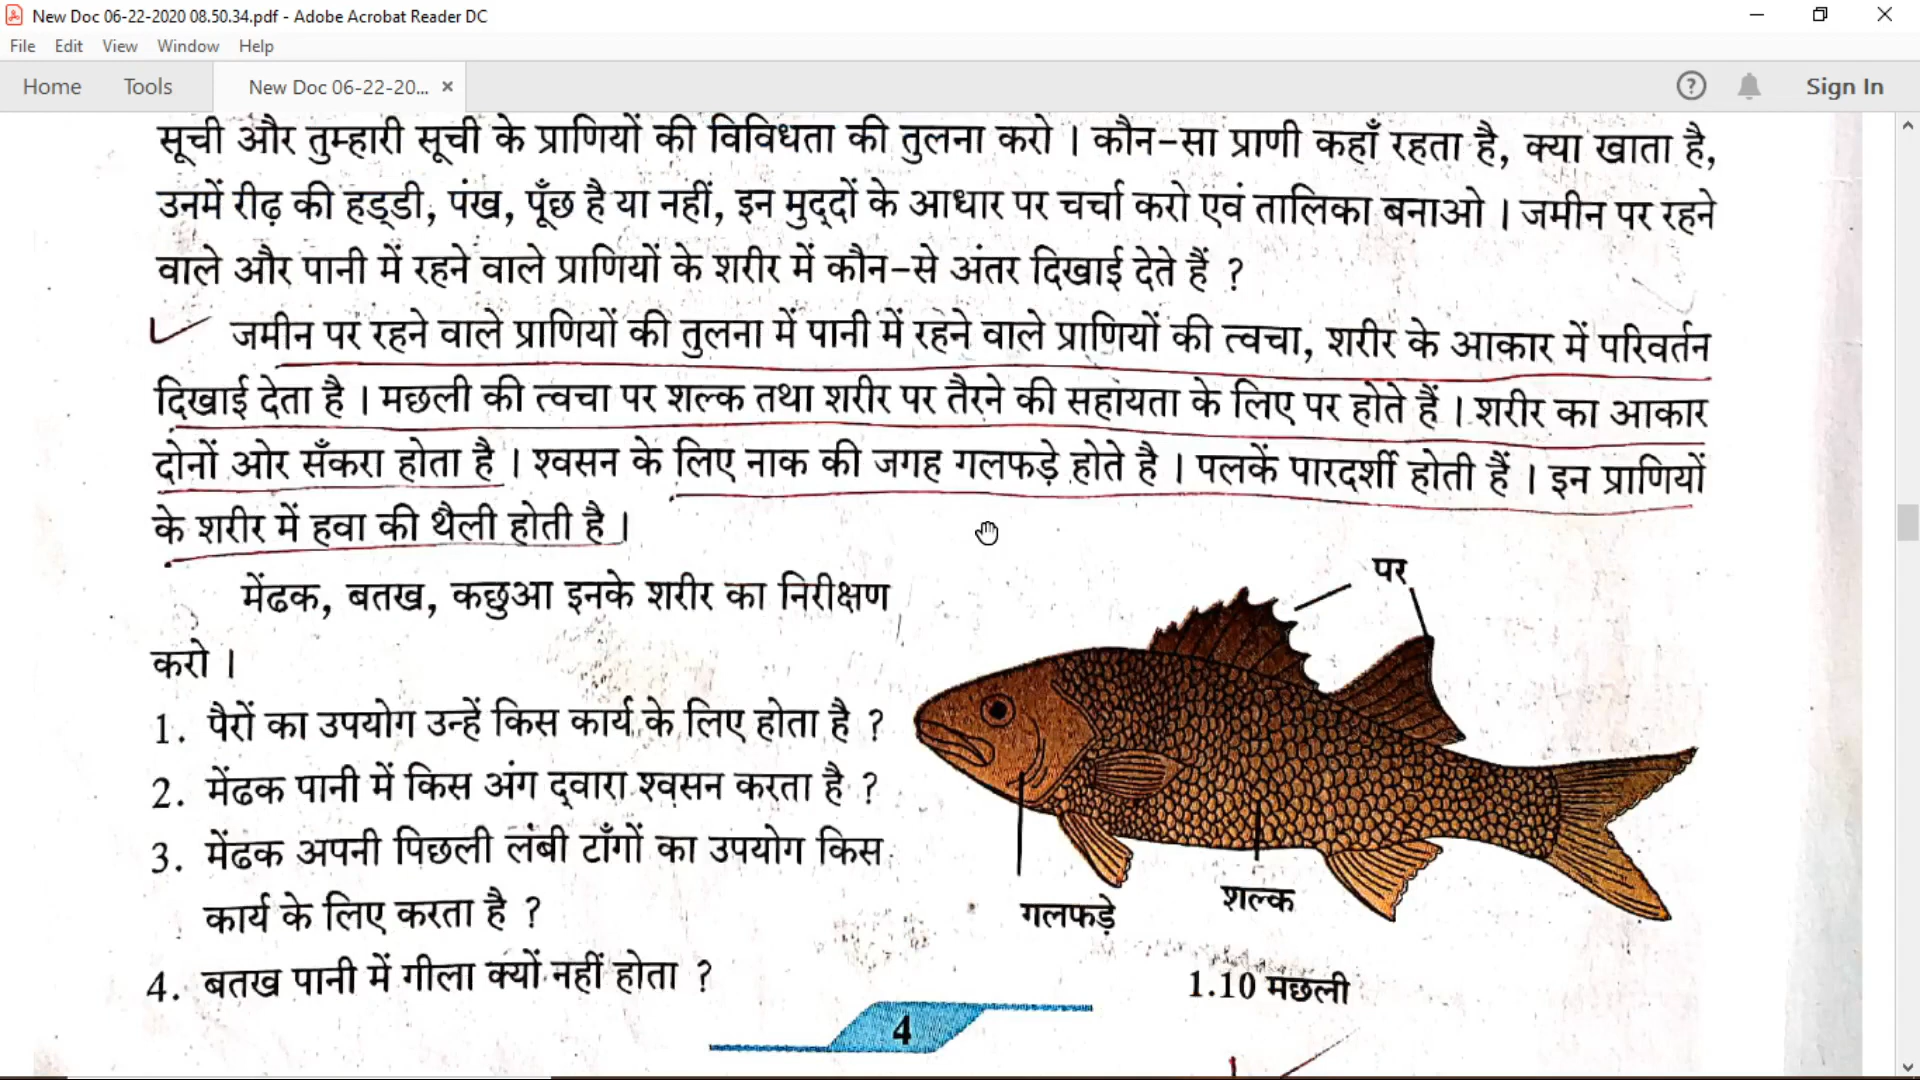 New Doc 06-22-2020 08.50.34.pdf - Adobe Acrobat Reader DC
File Edit View Window Help
Home Tools New Doc 06-22-20... × Sign In
सूची और तुम्हारी सूची के प्राणियों की विविधता की तुलना करो । कौन-सा प्राणी कहाँ रहता है, क्या खाता है,
उनमें रीढ़ की हड्डी, पंख, पूँछ है या नहीं, इन मुद्दों के आधार पर चर्चा करो एवं तालिका बनाओ । जमीन पर रहने
वाले और पानी में रहने वाले प्राणियों के शरीर में कौन-से अंतर दिखाई देते हैं ?
जमीन पर रहने वाले प्राणियों की तुलना में पानी में रहने वाले प्राणियों की त्वचा, शरीर के आकार में परिवर्तन
दिखाई देता है । मछली की त्वचा पर शल्क तथा शरीर पर तैरने की सहायता के लिए पर होते हैं । शरीर का आकार
दोनों ओर सँकरा होता है । श्वसन के लिए नाक की जगह गलफड़े होते है । पलकें पारदर्शी होती हैं । इन प्राणियों
के शरीर में हवा की थैली होती है ।
मेंढक, बतख, कछुआ इनके शरीर का निरीक्षण
करो ।
1. पैरों का उपयोग उन्हें किस कार्य के लिए होता है ?
2. मेंढक पानी में किस अंग द्वारा श्वसन करता है ?
3. मेंढक अपनी पिछली लंबी टाँगों का उपयोग किस
कार्य के लिए करता है ?
4. बतख पानी में गीला क्यों नहीं होता ?
पर
गलफड़े
शल्क
1.10 मछली
4